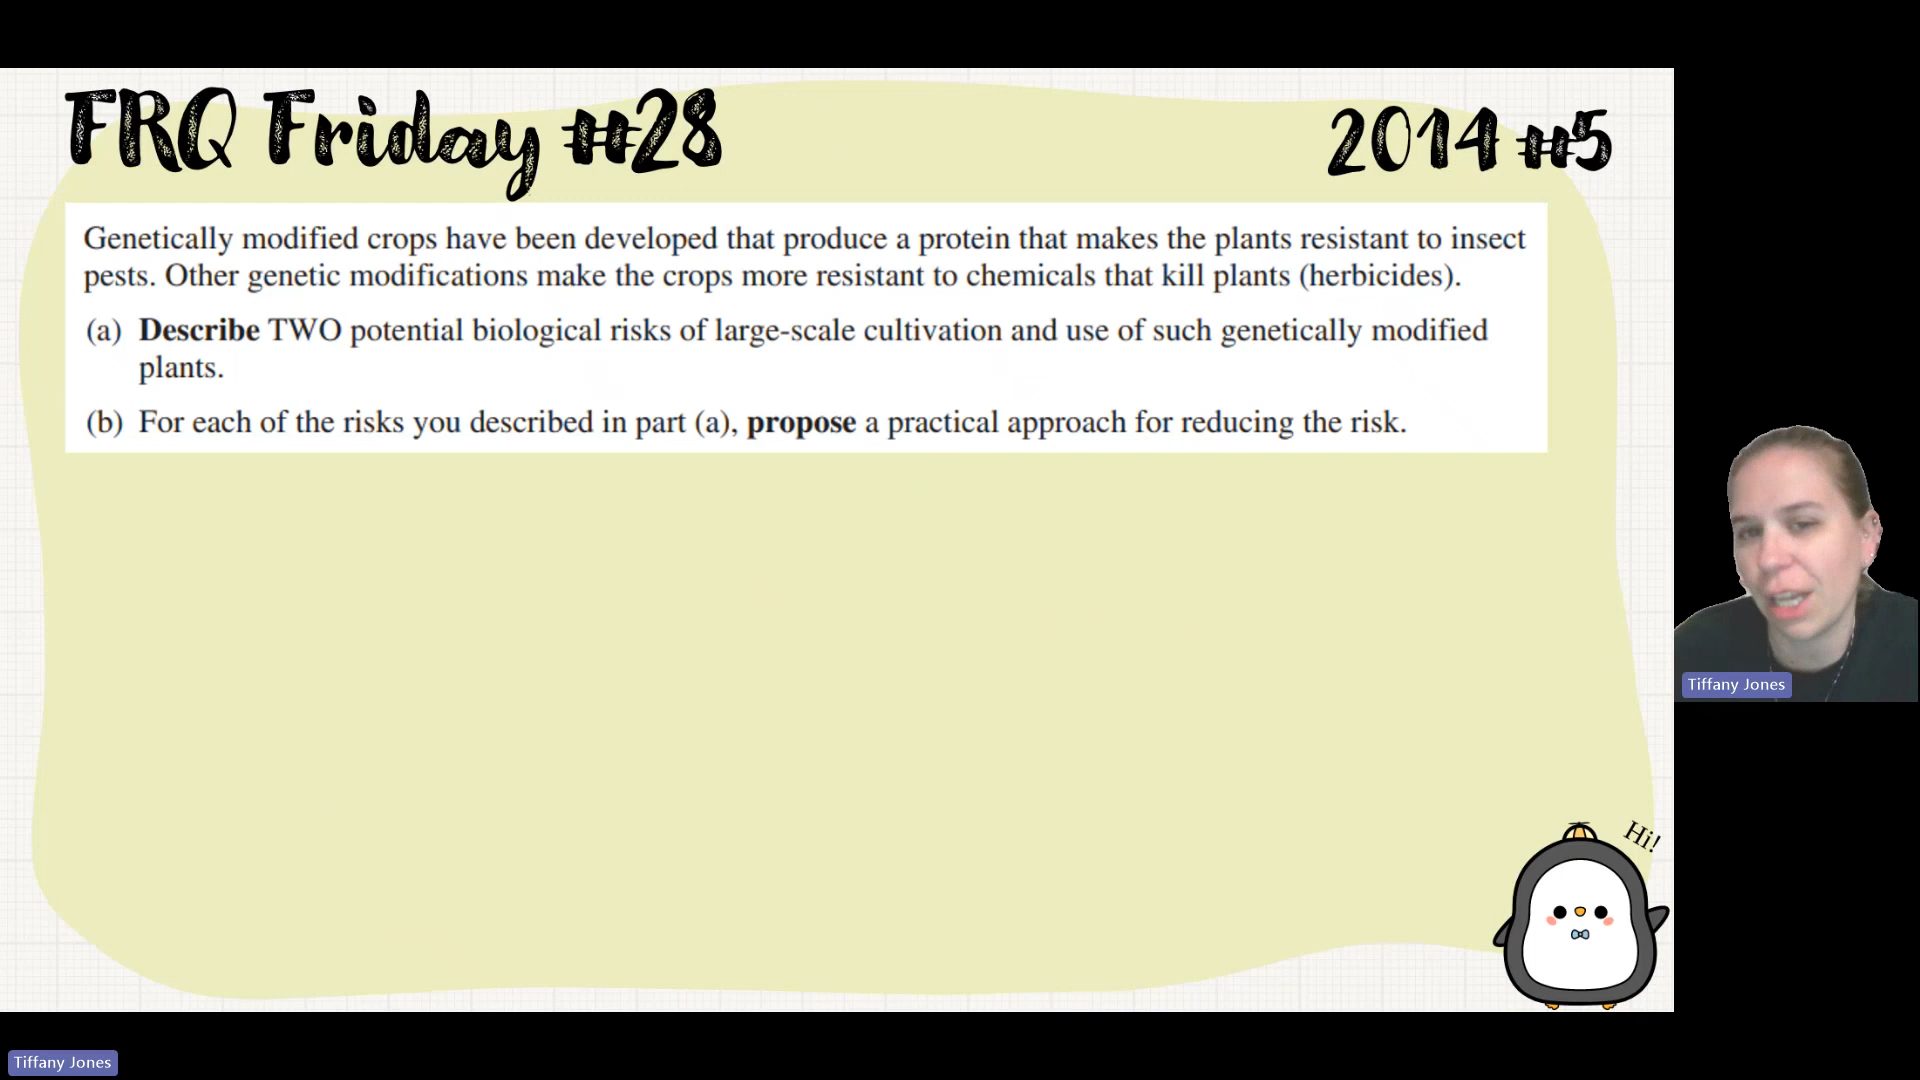 FRQ Friday #28
2014 #5
Genetically modified crops have been developed that produce a protein that makes the plants resistant to insect
pests. Other genetic modifications make the crops more resistant to chemicals that kill plants (herbicides).
(a) Describe TWO potential biological risks of large-scale cultivation and use of such genetically modified
plants.
(b) For each of the risks you described in part (a), propose a practical approach for reducing the risk.
Tiffany Jones
Hi!
Tiffany Jones